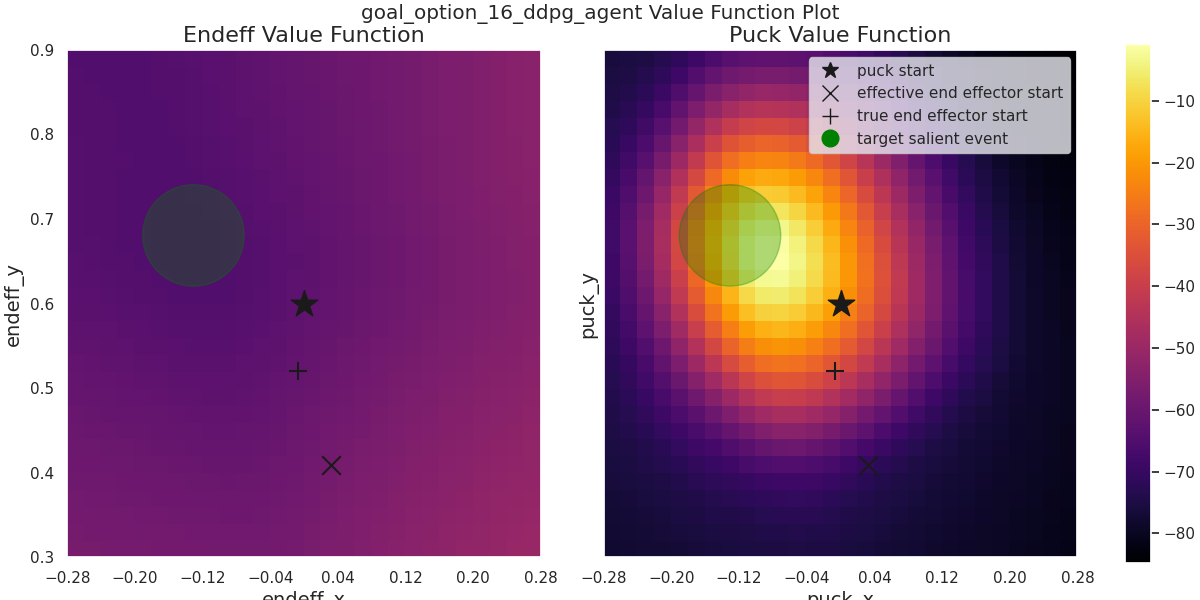 goal_option_16_ddpg_agent Value Function Plot
Endeff Value Function
Puck Value Function
puck start
effective end effector start
true end effector start
target salient event
endeff_y
0.9
0.8
0.7
0.6
0.5
0.4
0.3
−0.28 −0.20 −0.12 −0.04 0.04 0.12 0.20 0.28
endeff_x
puck_y
−0.28 −0.20 −0.12 −0.04 0.04 0.12 0.20 0.28
puck_x
−10
−20
−30
−40
−50
−60
−70
−80